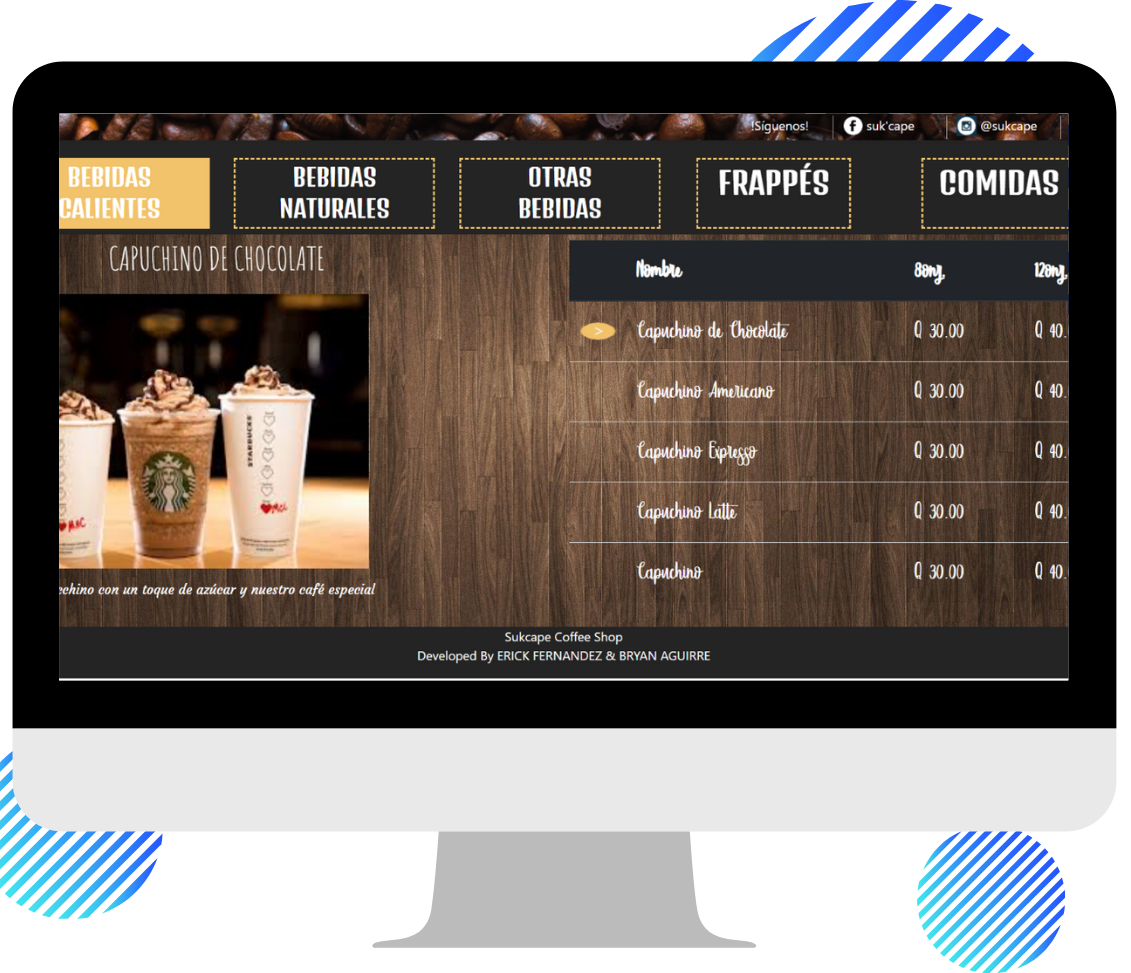 !Síguenos! suk'cape @sukcape
BEBIDAS
CALIENTES
BEBIDAS
NATURALES
OTRAS
BEBIDAS
FRAPPÉS
COMIDAS
CAPUCHINO DE CHOCOLATE
STARBUCKS
cchino con un toque de azúcar y nuestro café especial
Nombre 8onz, 12onz,
> Capuchino de Chocolate Q 30.00 Q 40.
Capuchino Americano Q 30.00 Q 40.
Capuchino Expresso Q 30.00 Q 40.
Capuchino Latte Q 30.00 Q 40.
Capuchino Q 30.00 Q 40.
Sukcape Coffee Shop
Developed By ERICK FERNANDEZ & BRYAN AGUIRRE